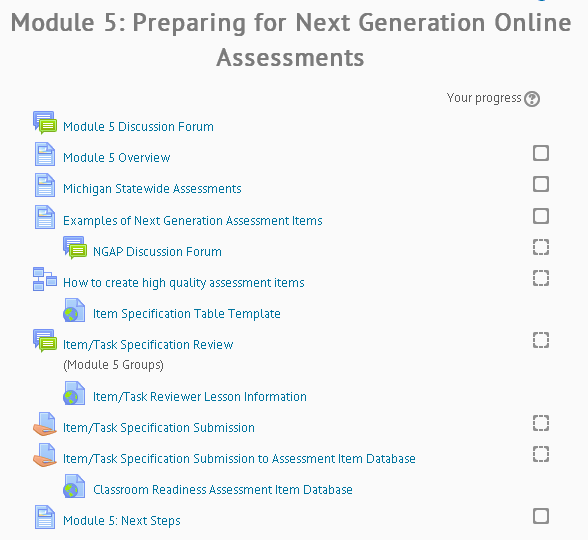 Module 5: Preparing for Next Generation Online
Assessments
Your progress ?
Module 5 Discussion Forum
Module 5 Overview
Michigan Statewide Assessments
Examples of Next Generation Assessment Items
NGAP Discussion Forum
How to create high quality assessment items
Item Specification Table Template
Item/Task Specification Review
(Module 5 Groups)
Item/Task Reviewer Lesson Information
Item/Task Specification Submission
Item/Task Specification Submission to Assessment Item Database
Classroom Readiness Assessment Item Database
Module 5: Next Steps